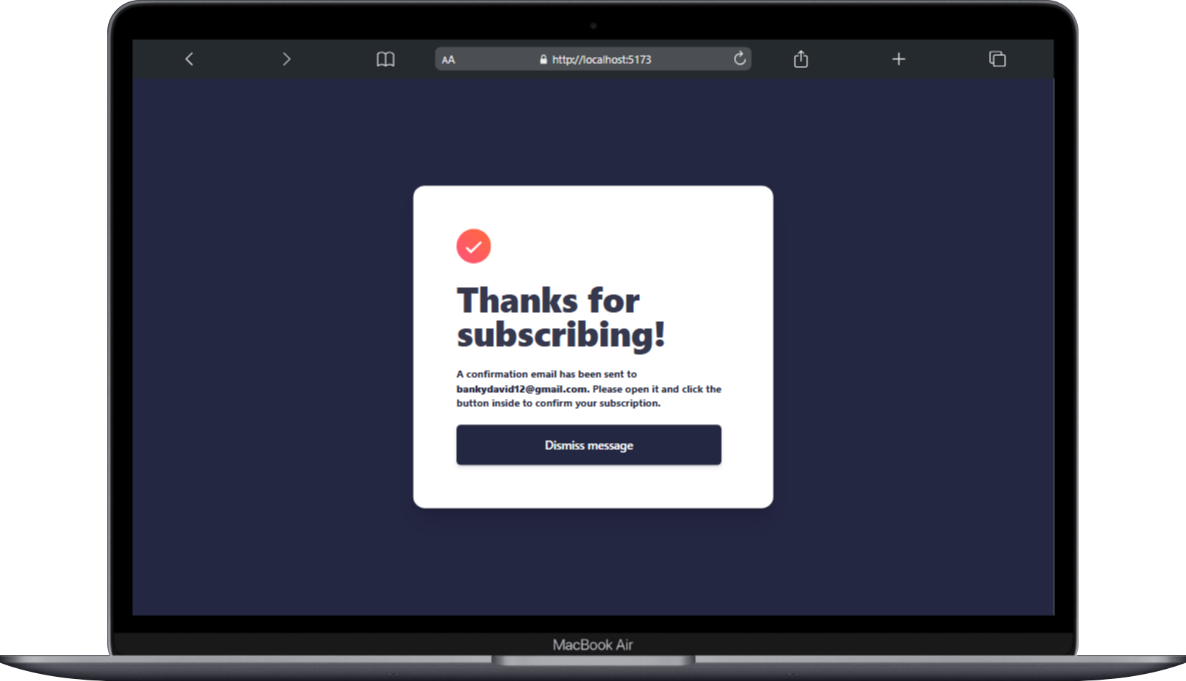 AA http://localhost:5173
Thanks for
subscribing!
A confirmation email has been sent to
bankydavid12@gmail.com. Please open it and click the
button inside to confirm your subscription.
Dismiss message
MacBook Air